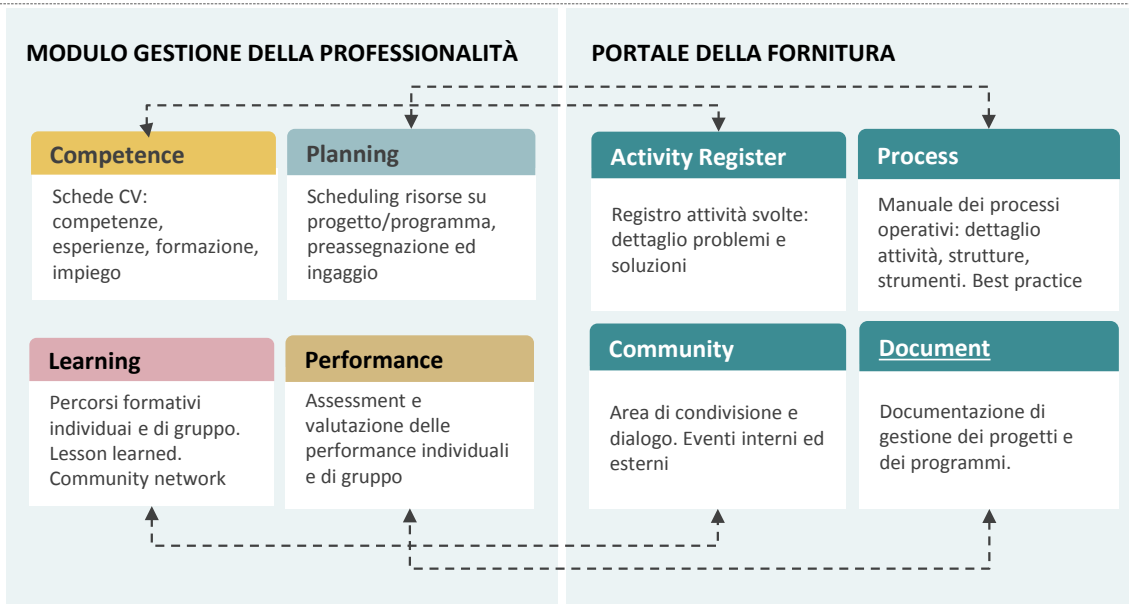 MODULO GESTIONE DELLA PROFESSIONALITÀ
PORTALE DELLA FORNITURA
Competence
Schede CV:
competenze,
esperienze, formazione,
impiego
Planning
Scheduling risorse su
progetto/programma,
preassegnazione ed
ingaggio
Activity Register
Registro attività svolte:
dettaglio problemi e
soluzioni
Process
Manuale dei processi
operativi: dettaglio
attività, strutture,
strumenti. Best practice
Learning
Percorsi formativi
individuai e di gruppo.
Lesson learned.
Community network
Performance
Assessment e
valutazione delle
performance individuali
e di gruppo
Community
Area di condivisione e
dialogo. Eventi interni ed
esterni
Document
Documentazione di
gestione dei progetti e
dei programmi.